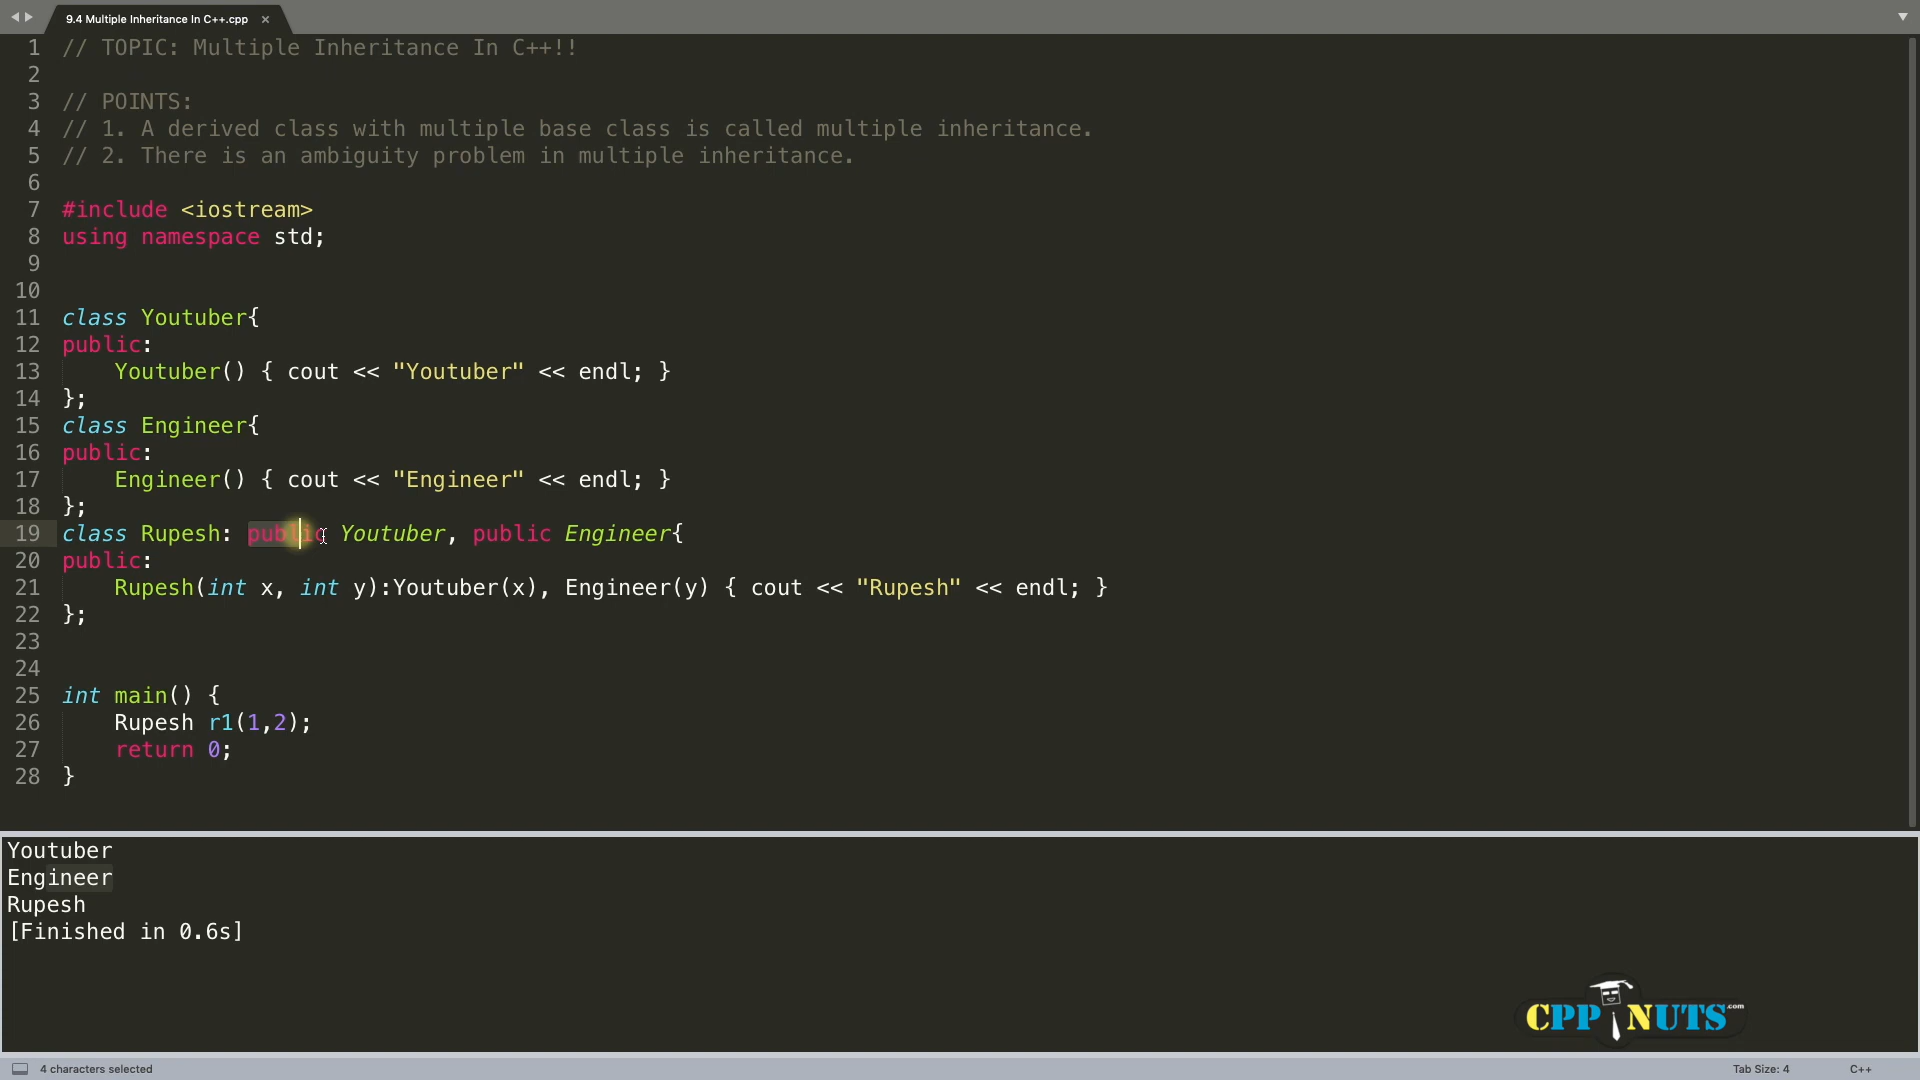 9.4 Multiple Inheritance In C++.cpp ×
1 // TOPIC: Multiple Inheritance In C++!!
2
3 // POINTS:
4 // 1. A derived class with multiple base class is called multiple inheritance.
5 // 2. There is an ambiguity problem in multiple inheritance.
6
7 #include <iostream>
8 using namespace std;
9
10
11 class Youtuber{
12 public:
13     Youtuber() { cout << "Youtuber" << endl; }
14 };
15 class Engineer{
16 public:
17     Engineer() { cout << "Engineer" << endl; }
18 };
19 class Rupesh: public Youtuber, public Engineer{
20 public:
21     Rupesh(int x, int y):Youtuber(x), Engineer(y) { cout << "Rupesh" << endl; }
22 };
23
24
25 int main() {
26     Rupesh r1(1,2);
27     return 0;
28 }
Youtuber
Engineer
Rupesh
[Finished in 0.6s]
CPP NUTS.com
4 characters selected Tab Size: 4 C++